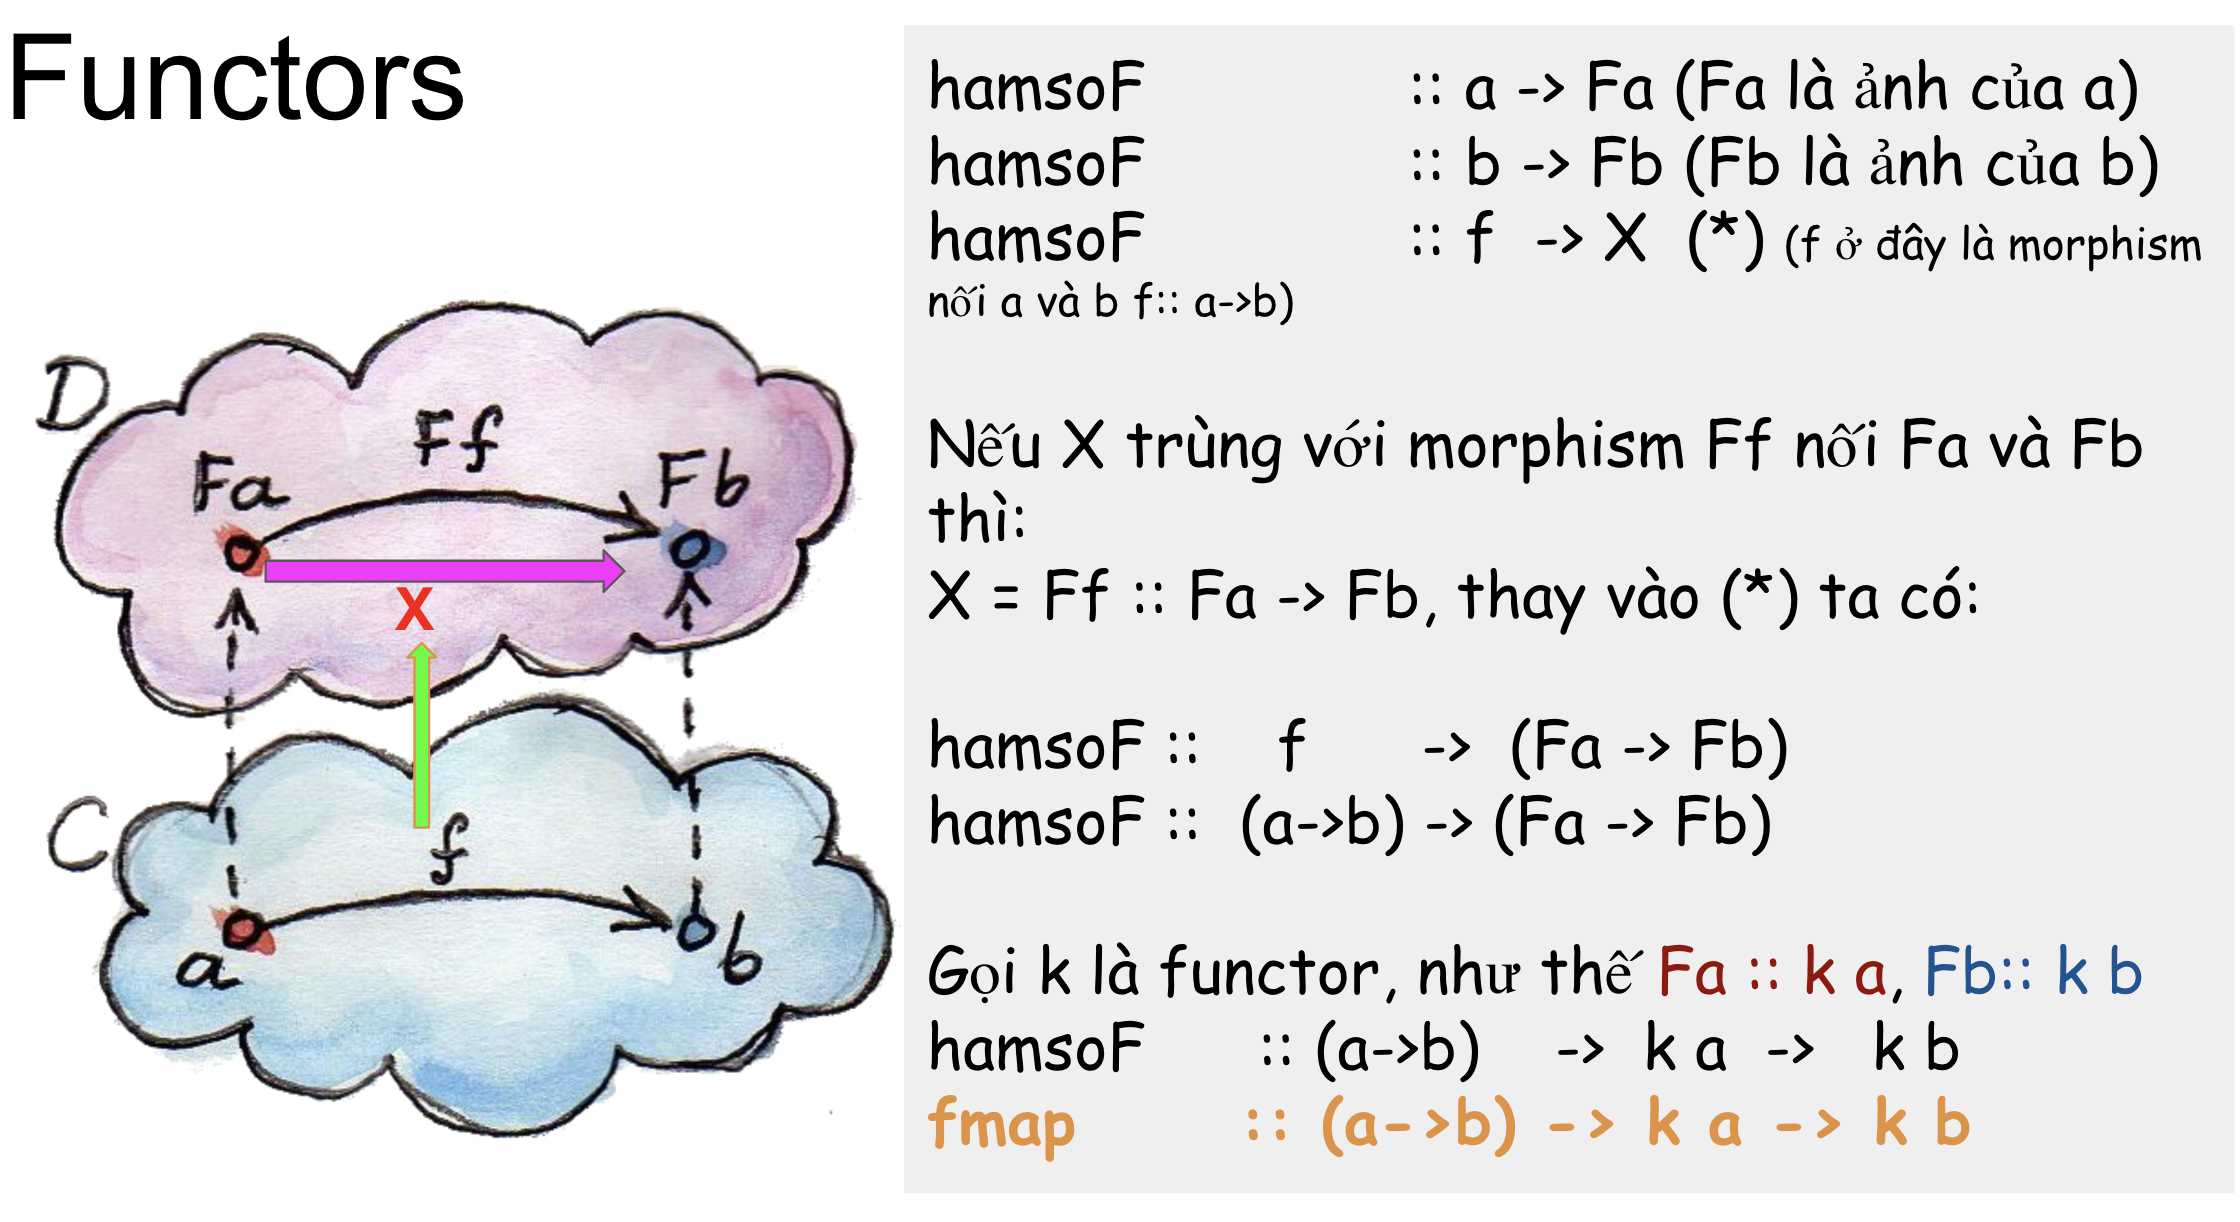 Functors
hamsoF :: a -> Fa (Fa là ảnh của a)
hamsoF :: b -> Fb (Fb là ảnh của b)
hamsoF :: f -> X (*) (f ở đây là morphism
nối a và b f:: a->b)
Nếu X trùng với morphism Ff nối Fa và Fb
thì:
X = Ff :: Fa -> Fb, thay vào (*) ta có:
hamsoF :: f -> (Fa -> Fb)
hamsoF :: (a->b) -> (Fa -> Fb)
Gọi k là functor, như thế Fa :: k a, Fb:: k b
hamsoF :: (a->b) -> k a -> k b
fmap :: (a->b) -> k a -> k b
D
Ff
Fa
Fb
X
C
f
a
b